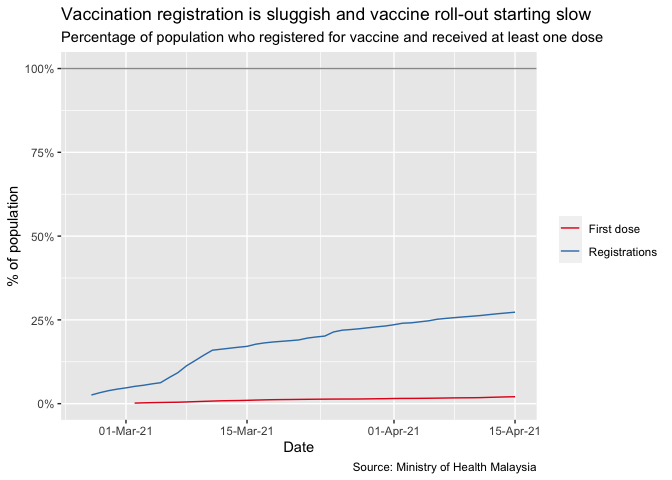 Vaccination registration is sluggish and vaccine roll-out starting slow
Percentage of population who registered for vaccine and received at least one dose
100%
75%
50%
25%
0%
% of population
01-Mar-21
15-Mar-21
01-Apr-21
15-Apr-21
Date
First dose
Registrations
Source: Ministry of Health Malaysia